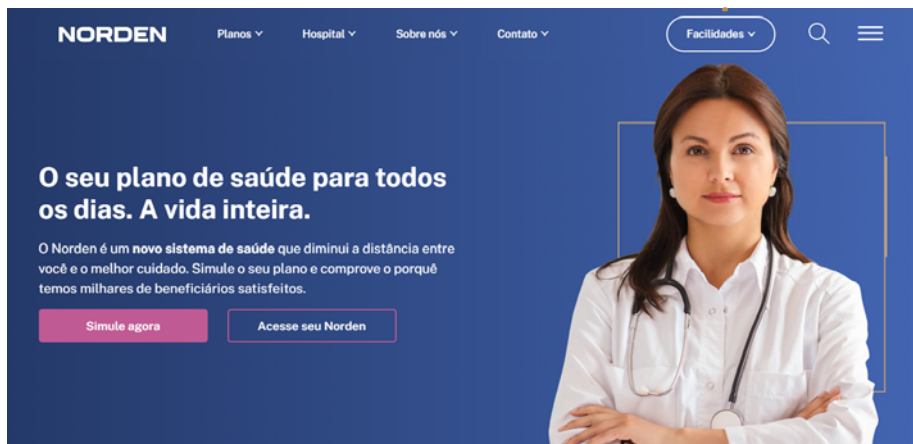 NORDEN
Planos
Hospital
Sobre nós
Contato
Facilidades
O seu plano de saúde para todos
os dias. A vida inteira.
O Norden é um novo sistema de saúde que diminui a distância entre
você e o melhor cuidado. Simule o seu plano e comprove o porquê
temos milhares de beneficiários satisfeitos.
Simule agora
Acesse seu Norden